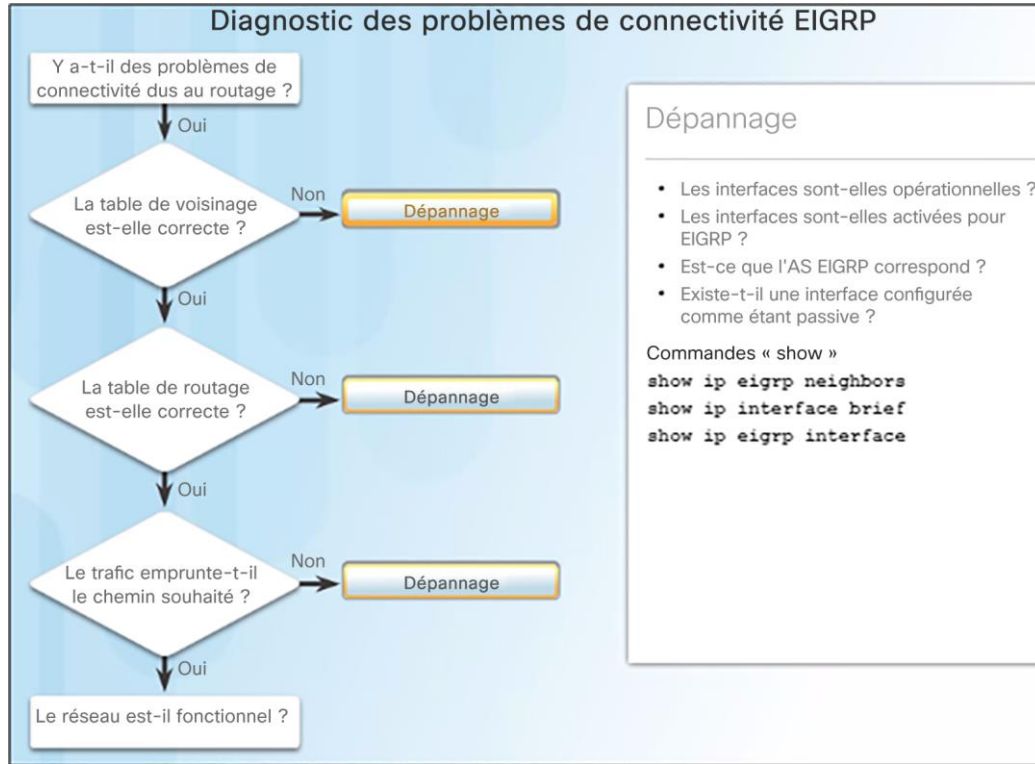 Diagnostic des problèmes de connectivité EIGRP
Y a-t-il des problèmes de
connectivité dus au routage ?
Oui
La table de voisinage
est-elle correcte ?
Non
Dépannage
Oui
La table de routage
est-elle correcte ?
Non
Dépannage
Oui
Le trafic emprunte-t-il
le chemin souhaité ?
Non
Dépannage
Oui
Le réseau est-il fonctionnel ?
Dépannage
• Les interfaces sont-elles opérationnelles ?
• Les interfaces sont-elles activées pour
EIGRP ?
• Est-ce que l'AS EIGRP correspond ?
• Existe-t-il une interface configurée
comme étant passive ?
Commandes « show »
show ip eigrp neighbors
show ip interface brief
show ip eigrp interface